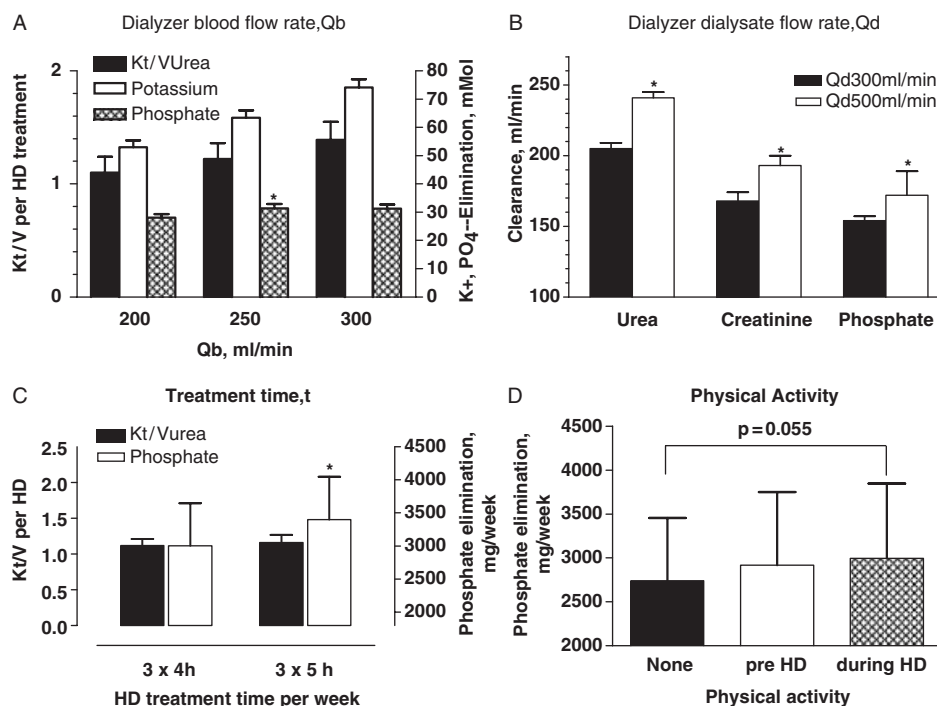 A
Dialyzer blood flow rate,Qb
Kt/VUrea
Potassium
Phosphate
Kt/V per HD treatment
2
1
0
*
80
70
60
50
40
30
20
10
0
K+, PO4--Elimination, mMol
200 250 300
Qb, ml/min
B
Dialyzer dialysate flow rate,Qd
Qd300ml/min
Qd500ml/min
Clearance, ml/min
250
200
150
100
* * *
Urea Creatinine Phosphate
C
Treatment time,t
Kt/Vurea
Phosphate
Kt/V per HD
2.5
2.0
1.5
1.0
0.5
0.0
*
4500
4000
3500
3000
2500
2000
Phosphate elimination,
mg/week
3 x 4h 3 x 5 h
HD treatment time per week
D
Physical Activity
p=0.055
Phosphate elimination,
mg/week
4500
4000
3500
3000
2500
2000
None pre HD during HD
Physical activity